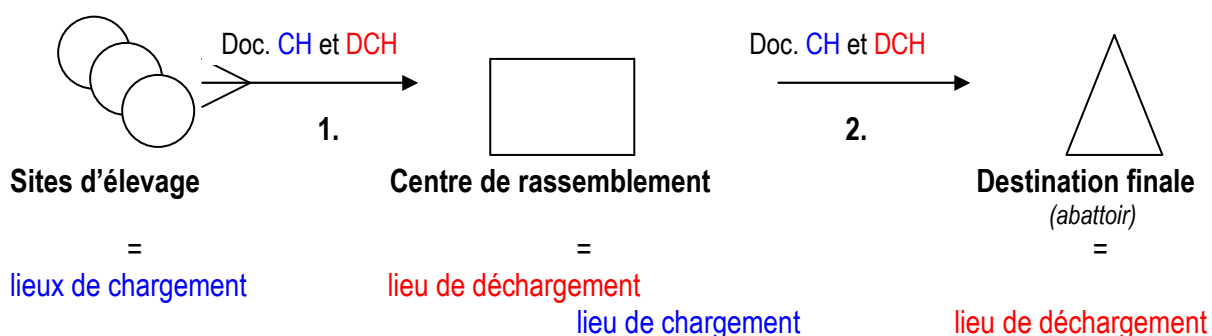 Doc. CH et DCH
Doc. CH et DCH
1.
2.
Sites d'élevage
Centre de rassemblement
Destination finale
(abattoir)
=
=
=
lieux de chargement
lieu de déchargement
lieu de chargement
lieu de déchargement